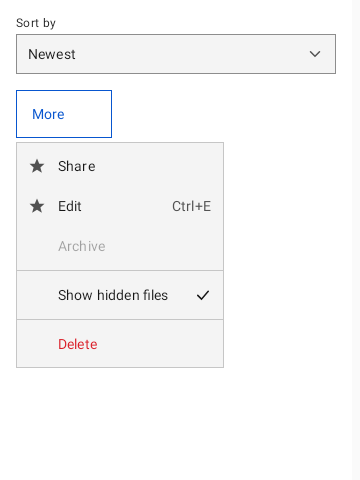 Sort by
Newest
More
Share
Edit Ctrl+E
Archive
Show hidden files
Delete